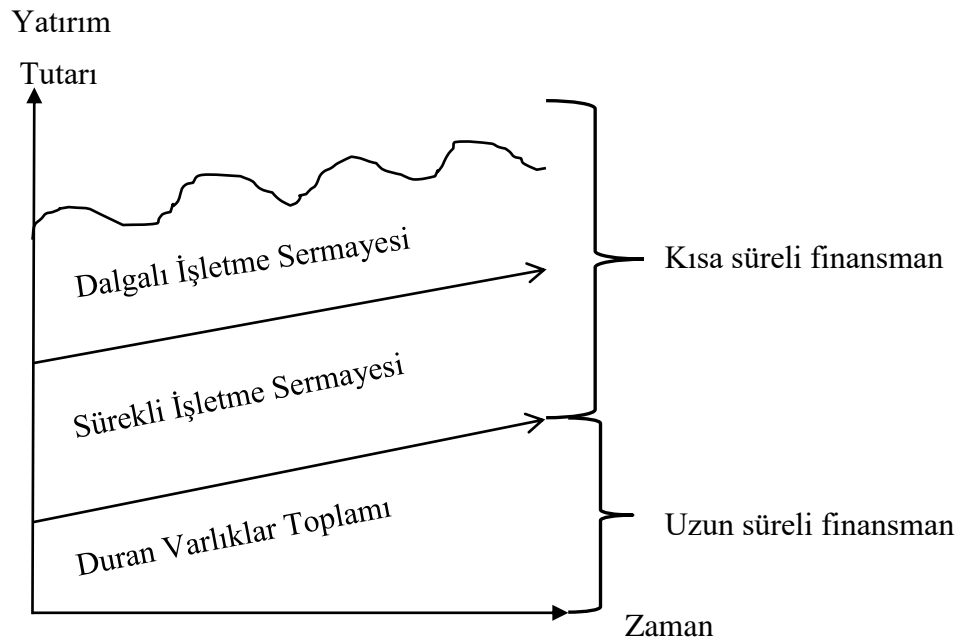 Yatırım
Tutarı
Dalgalı İşletme Sermayesi
Kısa süreli finansman
Sürekli İşletme Sermayesi
Duran Varlıklar Toplamı
Uzun süreli finansman
Zaman